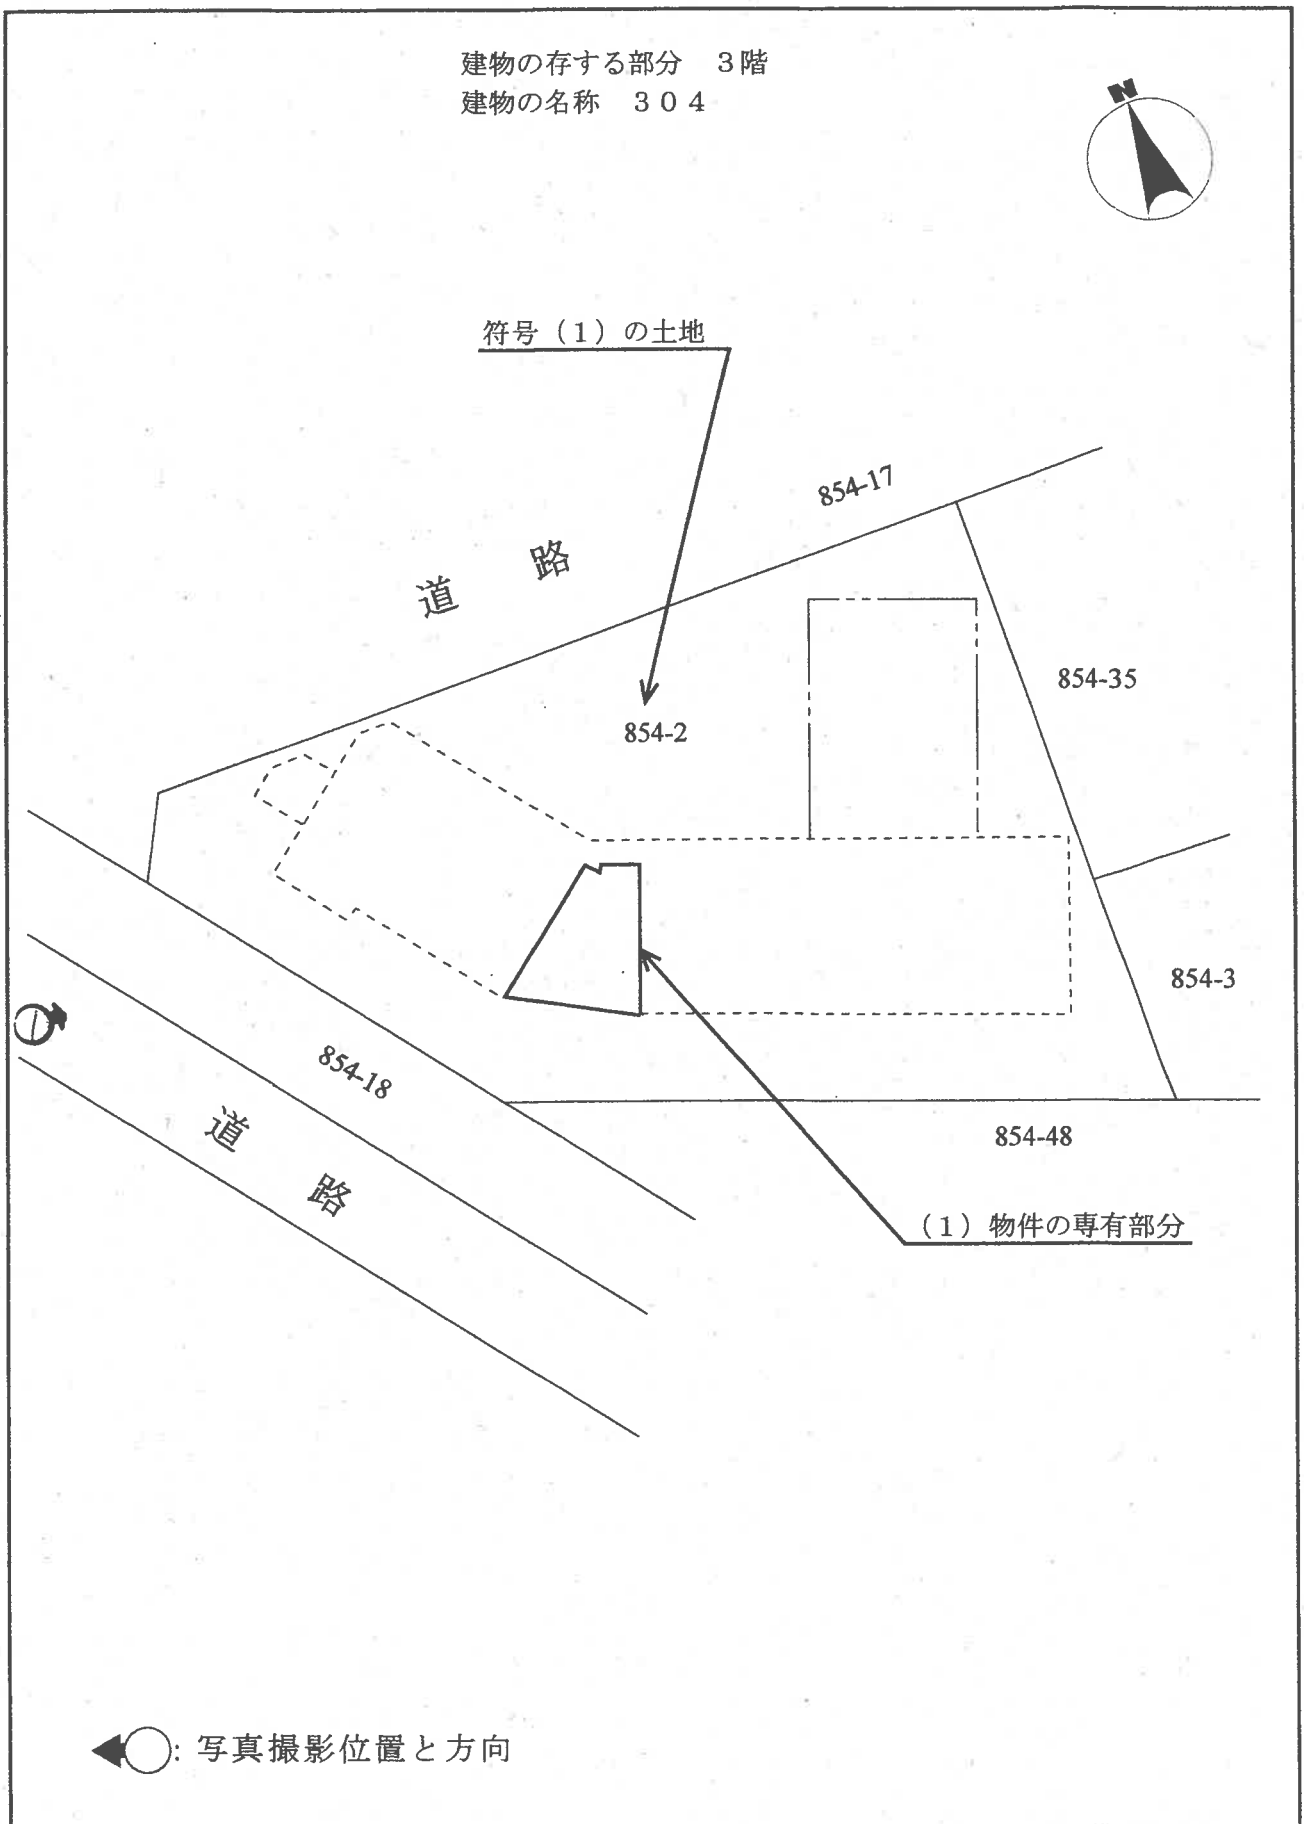 建物の存する部分　３階
建物の名称　３０４
N
符号（１）の土地
854-17
道　路
854-35
854-2
854-3
854-18
道　路
854-48
（１）物件の専有部分
：写真撮影位置と方向